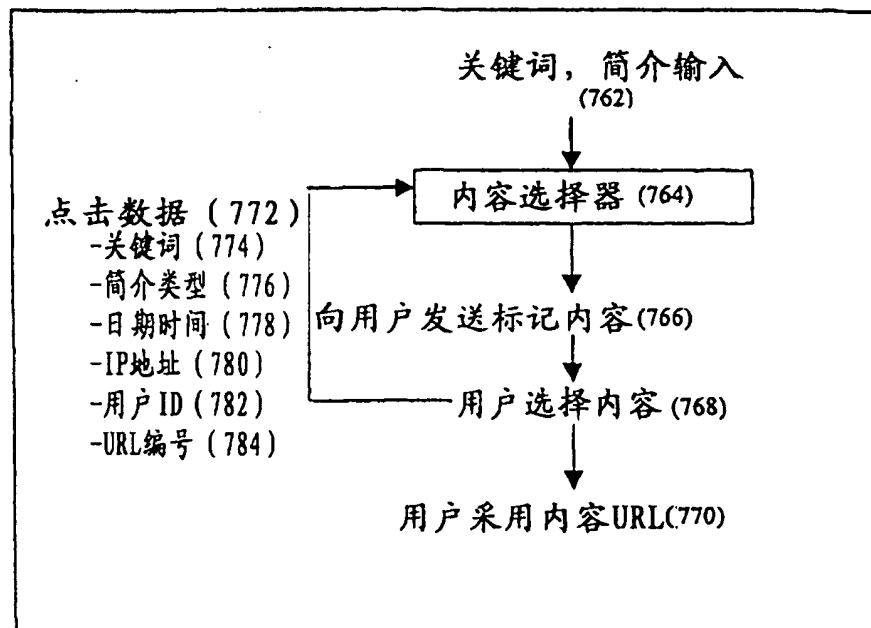 关键词，简介输入
(762)
内容选择器 (764)
点击数据 (772)
-关键词 (774)
-简介类型 (776)
-日期时间 (778)
-IP地址 (780)
-用户ID (782)
-URL编号 (784)
向用户发送标记内容 (766)
用户选择内容 (768)
用户采用内容URL(770)